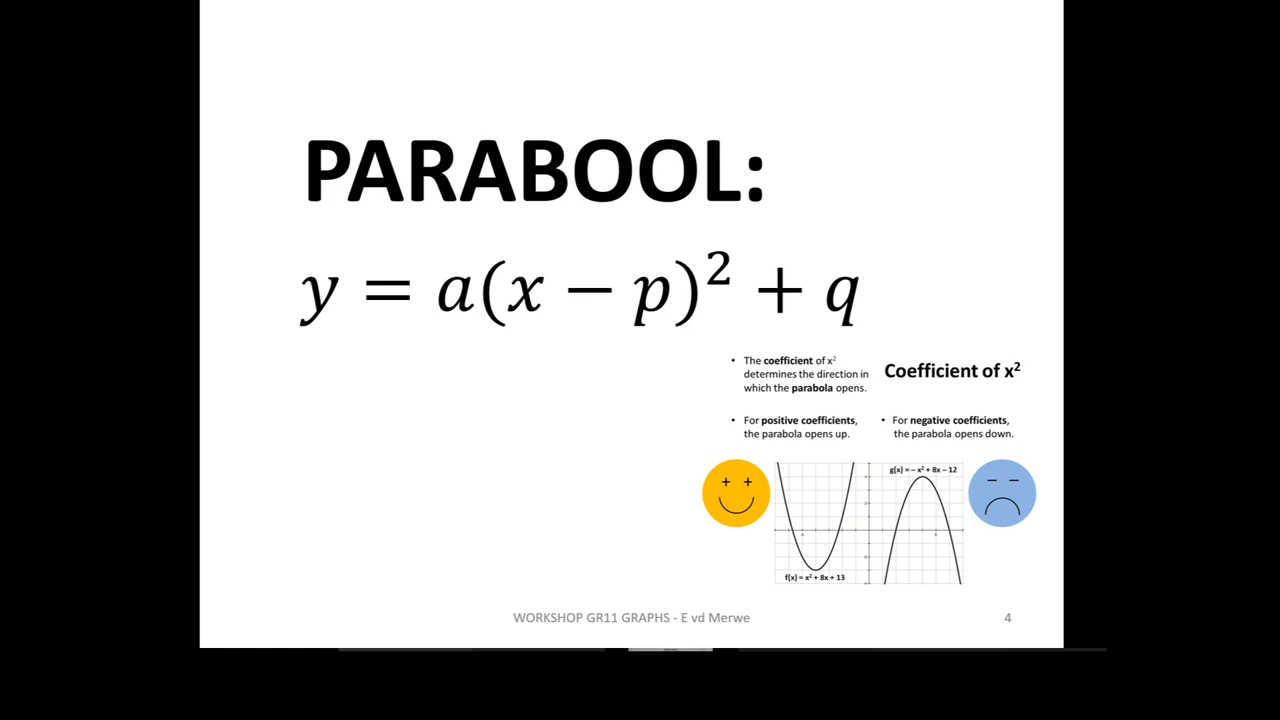 PARABOOL:
y = a(x − p)² + q
• The coefficient of x²
determines the direction in
which the parabola opens.
Coefficient of x²
• For positive coefficients,
the parabola opens up.
• For negative coefficients,
the parabola opens down.
g(x) = − x² + 8x − 12
f(x) = x² + 8x + 13
WORKSHOP GR11 GRAPHS - E vd Merwe
4